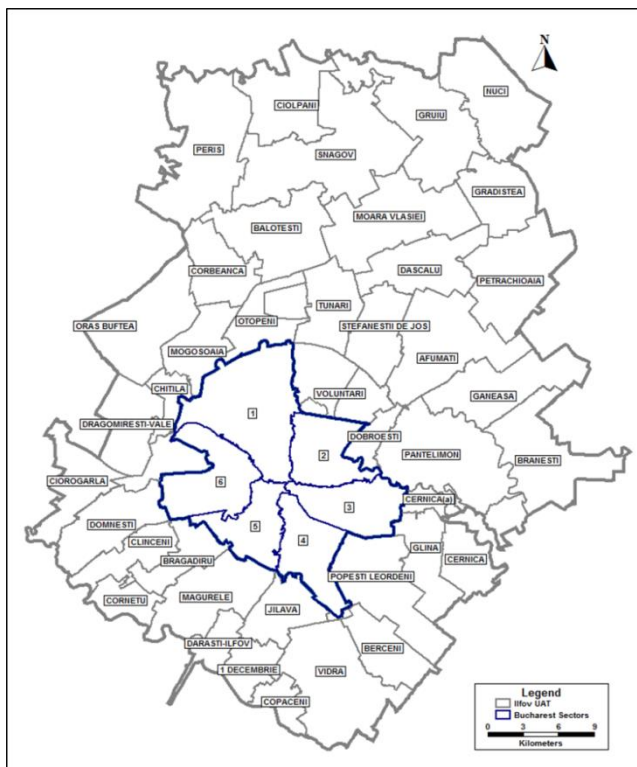 N
NUCI
CIOLPANI
GRUIU
PERIS
SNAGOV
GRADISTEA
MOARA VLASIEI
BALOTESTI
CORBEANCA
DASCALU
PETRACHIOAIA
TUNARI
OTOPENI
ORAS BUFTEA
STEFANESTII DE JOS
MOGOSOAIA
AFUMATI
CHITILA
VOLUNTARI
GANEASA
1
DRAGOMIRESTI-VALE
DOBROESTI
2
PANTELIMON
BRANESTI
CIOROGARLA
6
CERNICA(a)
3
DOMNESTI
5
4
CLINCENI
GLINA
BRAGADIRU
CERNICA
POPESTI LEORDENI
CORNETU
MAGURELE
JILAVA
DARASTI-ILFOV
BERCENI
1 DECEMBRIE
VIDRA
COPACENI
Legend
Ilfov UAT
Bucharest Sectors
0 3 6 9
Kilometers